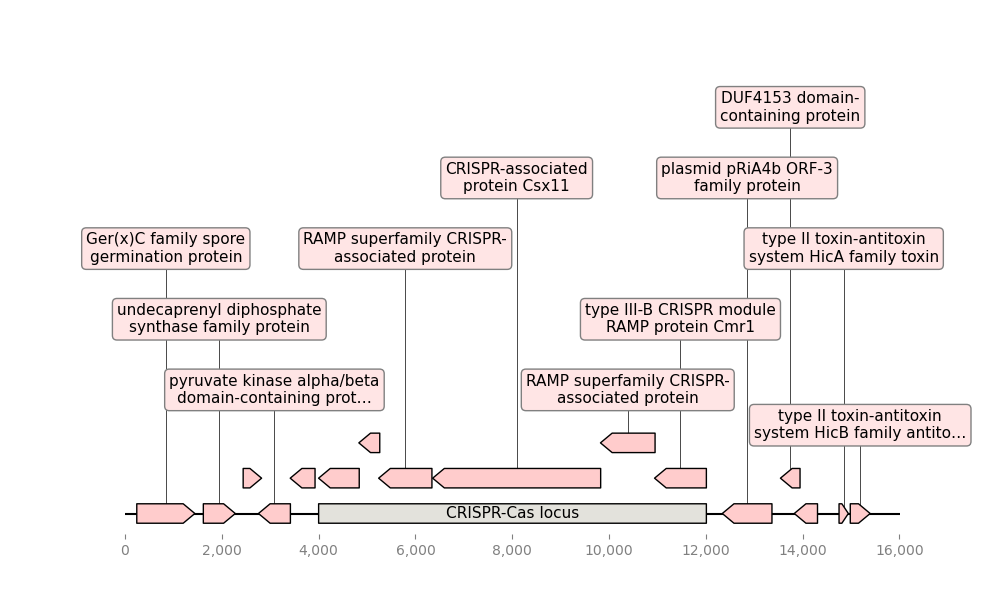 DUF4153 domain-
containing protein
CRISPR-associated
protein Csx11
plasmid pRiA4b ORF-3
family protein
Ger(x)C family spore
germination protein
RAMP superfamily CRISPR-
associated protein
type II toxin-antitoxin
system HicA family toxin
undecaprenyl diphosphate
synthase family protein
type III-B CRISPR module
RAMP protein Cmr1
pyruvate kinase alpha/beta
domain-containing prot…
RAMP superfamily CRISPR-
associated protein
type II toxin-antitoxin
system HicB family antito…
CRISPR-Cas locus
0 2,000 4,000 6,000 8,000 10,000 12,000 14,000 16,000